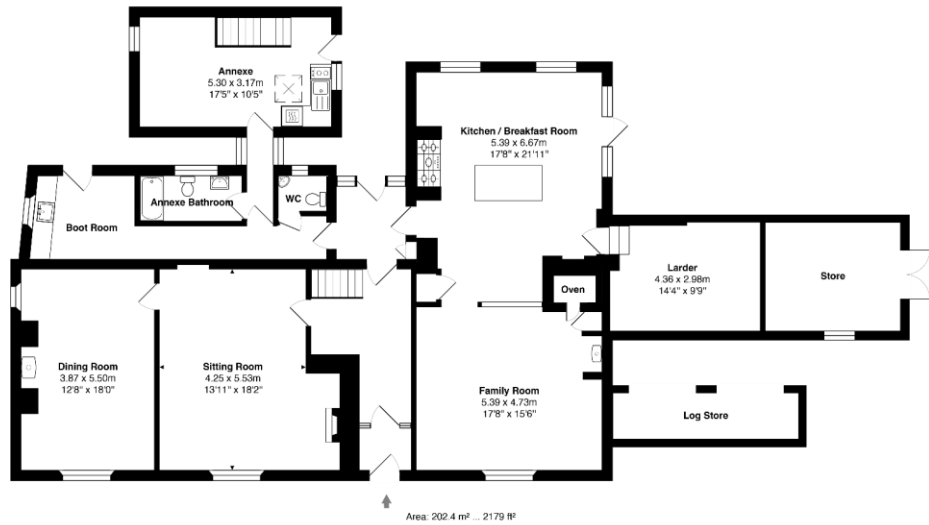 Annexe
5.30 x 3.17m
17'5" x 10'5"
Kitchen / Breakfast Room
5.39 x 6.67m
17'8" x 21'11"
WC
Annexe Bathroom
Boot Room
Larder
4.36 x 2.98m
14'4" x 9'9"
Store
Oven
Dining Room
3.87 x 5.50m
12'8" x 18'0"
Sitting Room
4.25 x 5.53m
13'11" x 18'2"
Family Room
5.39 x 4.73m
17'8" x 15'6"
Log Store
Area: 202.4 m² ... 2179 ft²